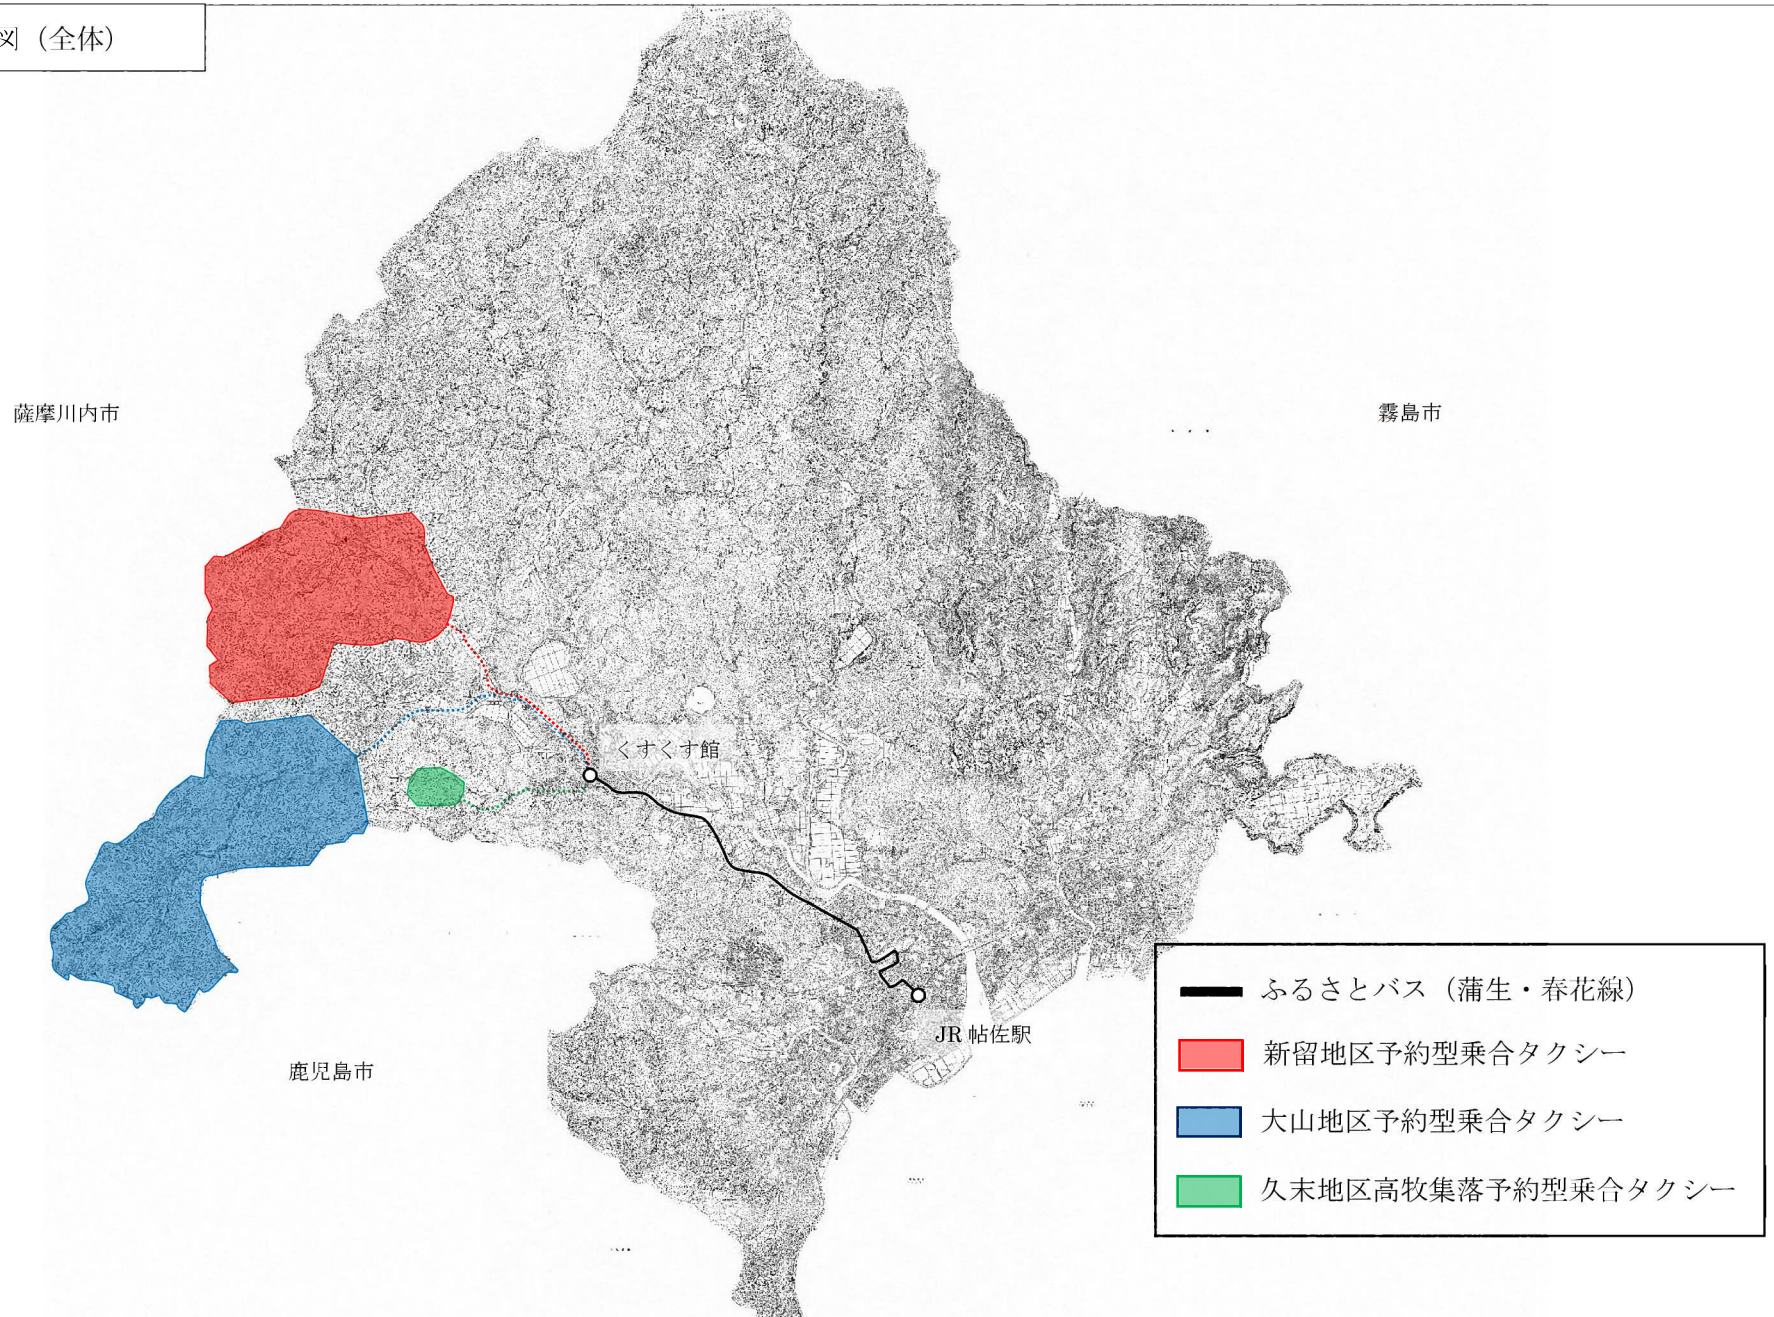 図（全体）
薩摩川内市
霧島市
くすくす館
JR 帖佐駅
鹿児島市
ふるさとバス（蒲生・春花線）
新留地区予約型乗合タクシー
大山地区予約型乗合タクシー
久末地区高牧集落予約型乗合タクシー